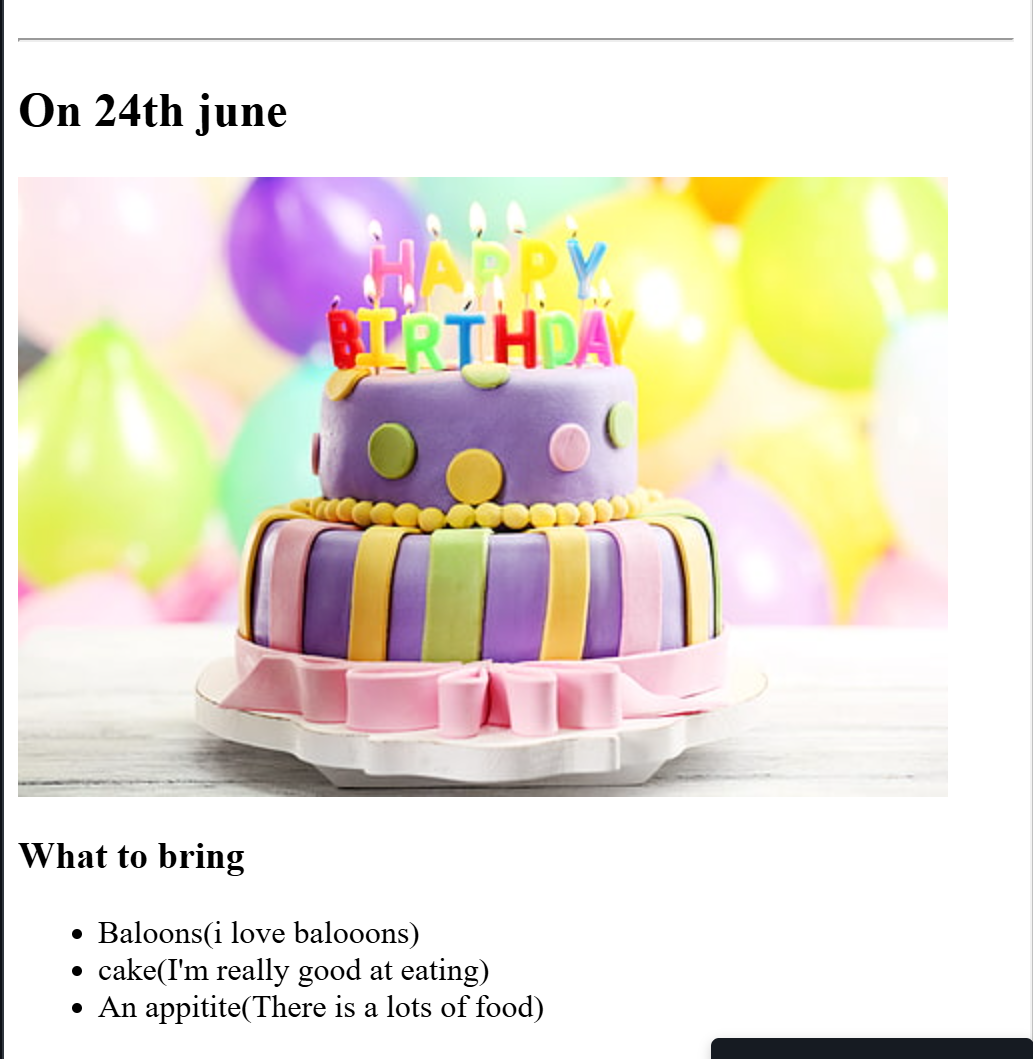 On 24th june
HAPPY
BIRTHDAY
What to bring
Baloons(i love balooons)
cake(I'm really good at eating)
An appitite(There is a lots of food)